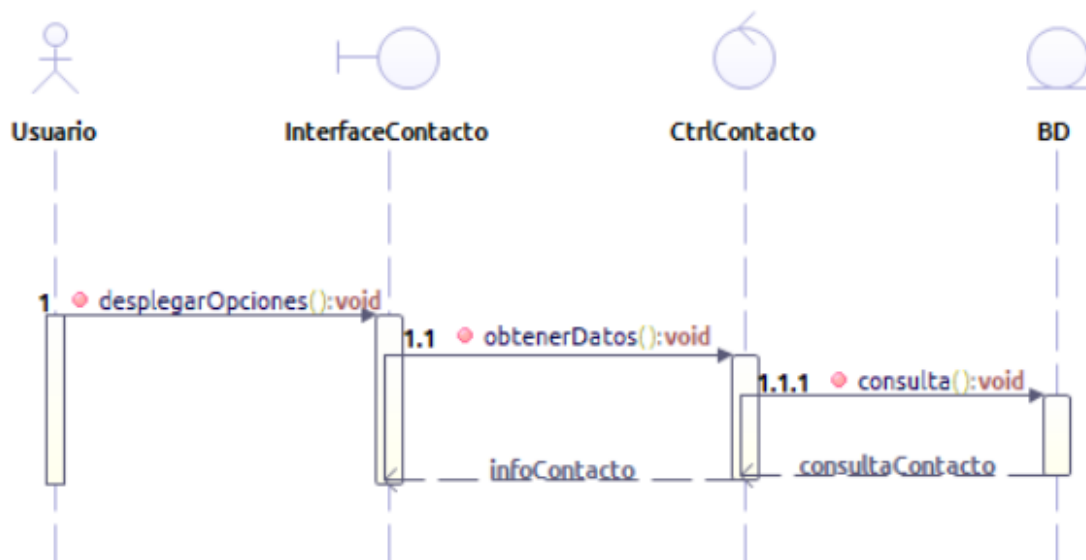 Usuario
InterfaceContacto
CtrlContacto
BD
1 desplegarOpciones():void
1.1 obtenerDatos():void
1.1.1 consulta():void
infoContacto
consultaContacto